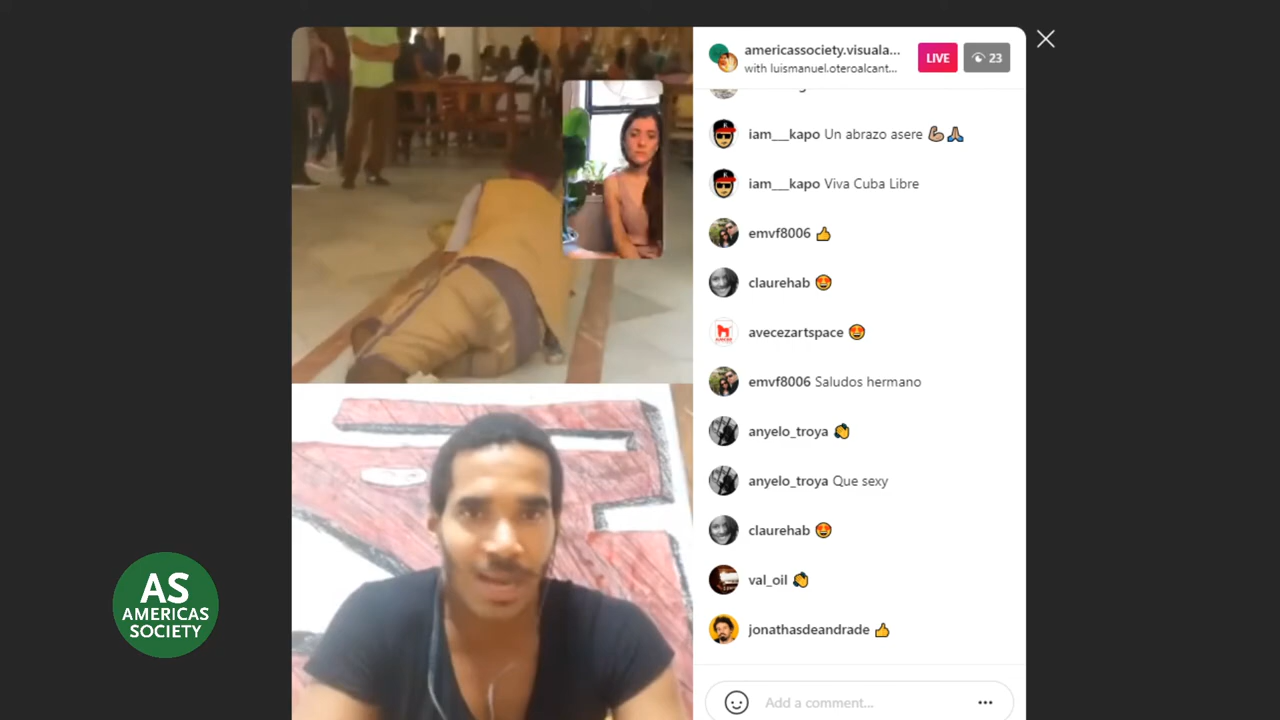 americassociety.visuala...
with luismanuel.oteroalcant...
LIVE
23
iam___kapo Un abrazo asere
iam___kapo Viva Cuba Libre
emvf8006
claurehab
avecezartspace
emvf8006 Saludos hermano
anyelo_troya
anyelo_troya Que sexy
claurehab
val_oil
jonathasdeandrade
Add a comment...
AS
AMERICAS
SOCIETY